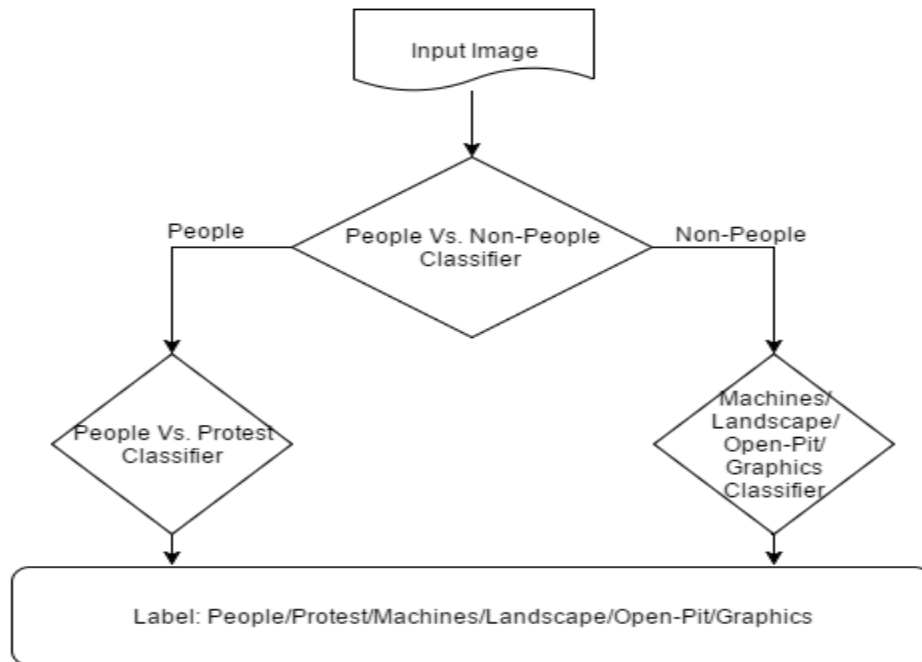 Input Image
People
People Vs. Non-People
Classifier
Non-People
People Vs. Protest
Classifier
Machines/
Landscape/
Open-Pit/
Graphics
Classifier
Label: People/Protest/Machines/Landscape/Open-Pit/Graphics